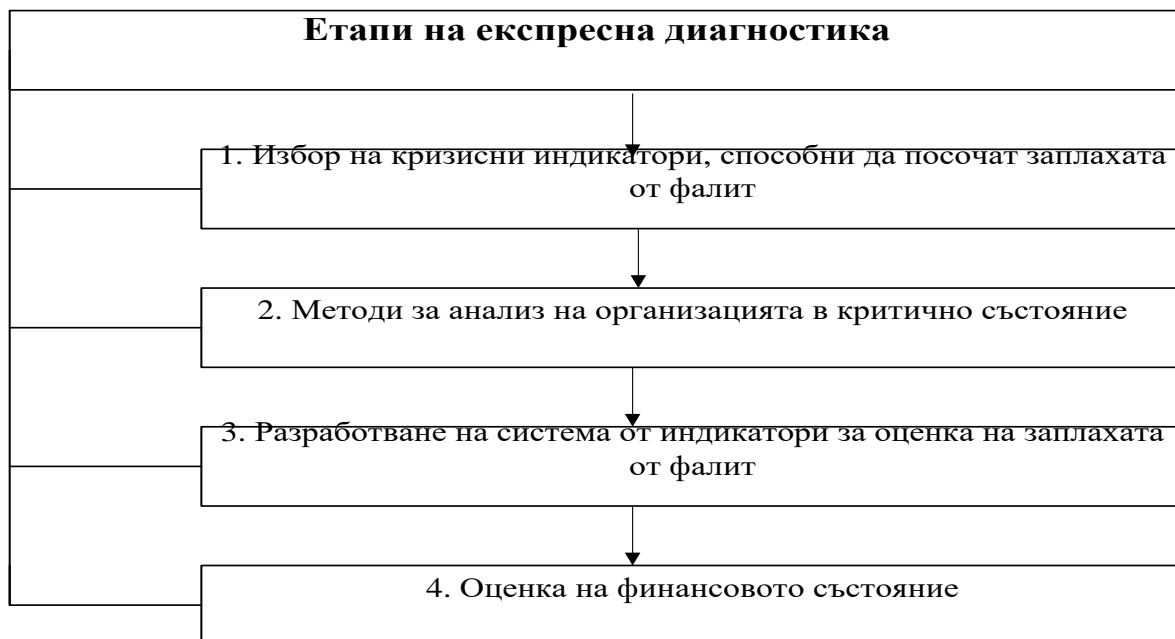 Етапи на експресна диагностика
1. Избор на кризисни индикатори, способни да посочат заплахата
от фалит
2. Методи за анализ на организацията в критично състояние
3. Разработване на система от индикатори за оценка на заплахата
от фалит
4. Оценка на финансовото състояние